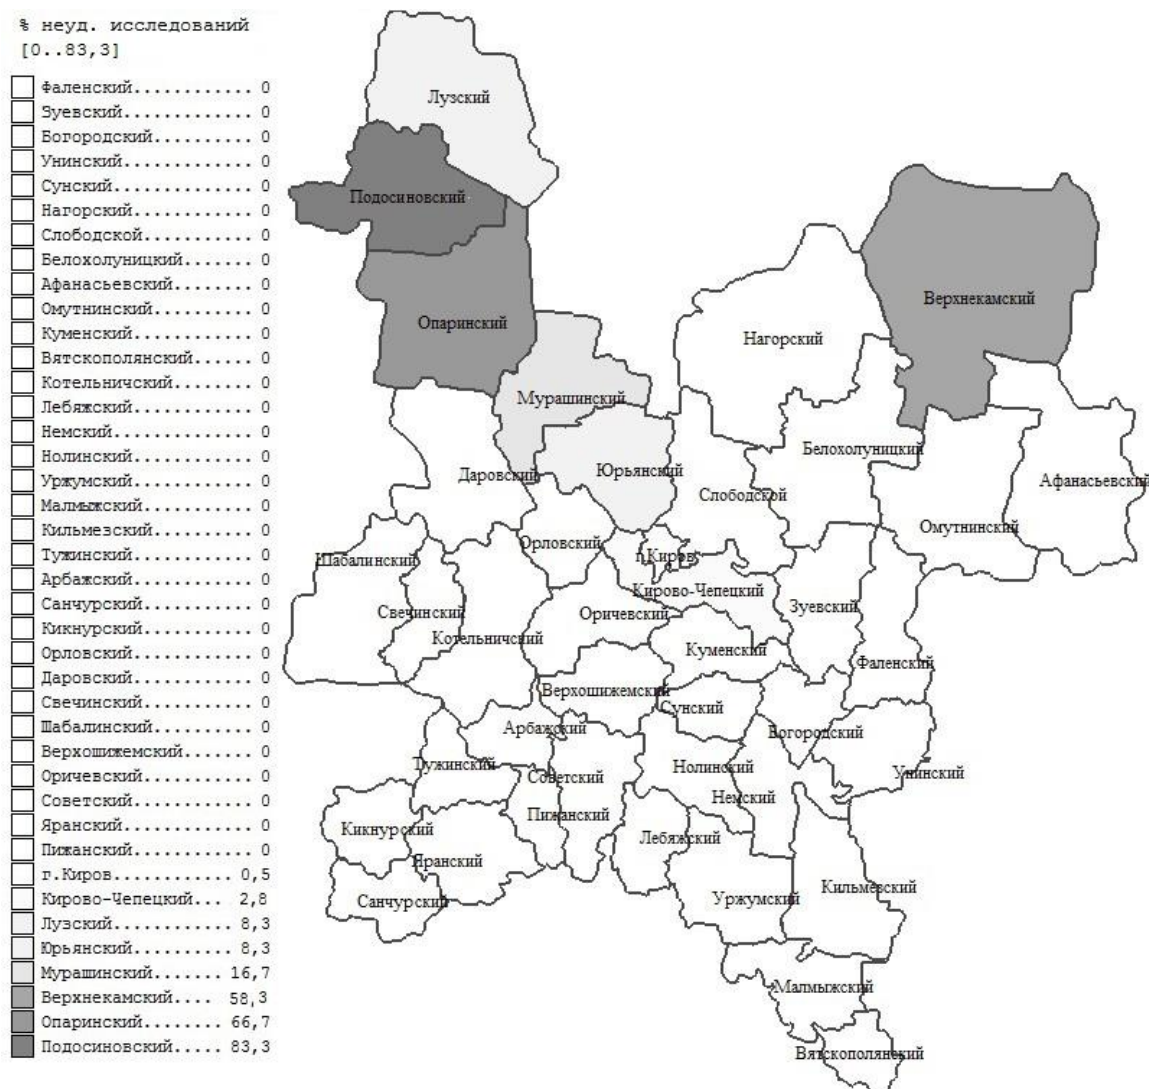 % неуд. исследований
[0..83,3]
Фаленский............ 0
Зуевский............. 0
Богородский.......... 0
Унинский............. 0
Сунский.............. 0
Нагорский............ 0
Слободской........... 0
Белохолуницкий....... 0
Афанасьевский........ 0
Омутнинский.......... 0
Куменский............ 0
Вятскополянский...... 0
Котельничский........ 0
Лебяжский............ 0
Немский.............. 0
Нолинский............ 0
Уржумский............ 0
Малмыжский........... 0
Кильмезский.......... 0
Тужинский............ 0
Арбажский............ 0
Санчурский........... 0
Кикнурский........... 0
Орловский............ 0
Даровский............ 0
Свечинский........... 0
Шабалинский.......... 0
Верхошижемский....... 0
Оричевский........... 0
Советский............ 0
Яранский............. 0
Пижанский............ 0
г.Киров............ 0,5
Кирово-Чепецкий... 2,8
Лузский............ 8,3
Юрьянский.......... 8,3
Мурашинский....... 16,7
Верхнекамский.... 58,3
Опаринский........ 66,7
Подосиновский..... 83,3
Лузский
Подосиновский
Верхнекамский
Опаринский
Нагорский
Мурашинский
Белохолуницкий
Юрьянский
Даровский
Афанасьевский
Слободской
Омутнинский
Орловский
г.Киров
Шабалинский
Кирово-Чепецкий
Зуевский
Свечинский
Оричевский
Котельничский
Куменский
Фаленский
Верхошижемский
Сунский
Арбажский
Богородский
Тужинский
Нолинский
Унинский
Советский
Немский
Пижанский
Кикнурский
Лебяжский
Яранский
Кильмезский
Уржумский
Санчурский
Малмыжский
Вятскополянский